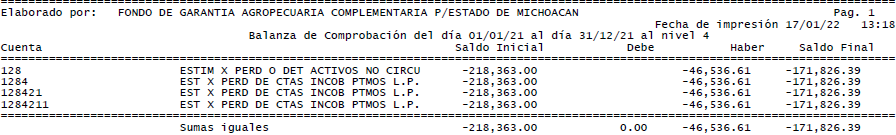 Elaborado por: FONDO DE GARANTIA AGROPECUARIA COMPLEMENTARIA P/ESTADO DE MICHOACAN Pag. 1
Fecha de impresión 17/01/22 13:18
Balanza de Comprobación del día 01/01/21 al día 31/12/21 al nivel 4
Cuenta Saldo Inicial Debe Haber Saldo Final
128 ESTIM X PERD O DET ACTIVOS NO CIRCU -218,363.00 -46,536.61 -171,826.39
1284 EST X PERD DE CTAS INCOB PTMOS L.P. -218,363.00 -46,536.61 -171,826.39
128421 EST X PERD DE CTAS INCOB PTMOS L.P. -218,363.00 -46,536.61 -171,826.39
1284211 EST X PERD DE CTAS INCOB PTMOS L.P. -218,363.00 -46,536.61 -171,826.39
Sumas iguales -218,363.00 0.00 -46,536.61 -171,826.39